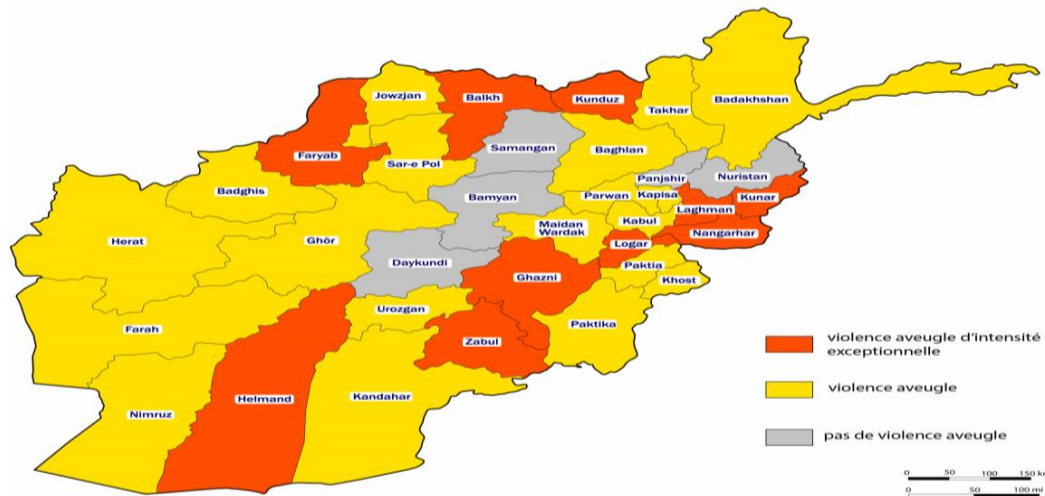 Jowzjan
Balkh
Kunduz
Takhar
Badakhshan
Faryab
Sar-e Pol
Samangan
Baghlan
Panjshir
Nuristan
Badghis
Bamyan
Parwan
Kapisa
Laghman
Kunar
Herat
Ghōr
Maidan
Wardak
Kabul
Nangarhar
Logar
Daykundi
Ghazni
Paktia
Khost
Urozgan
Farah
Zabul
Paktika
Nimruz
Helmand
Kandahar
violence aveugle d'intensité
exceptionnelle
violence aveugle
pas de violence aveugle
0 50 100 150 k
0 50 100 mi